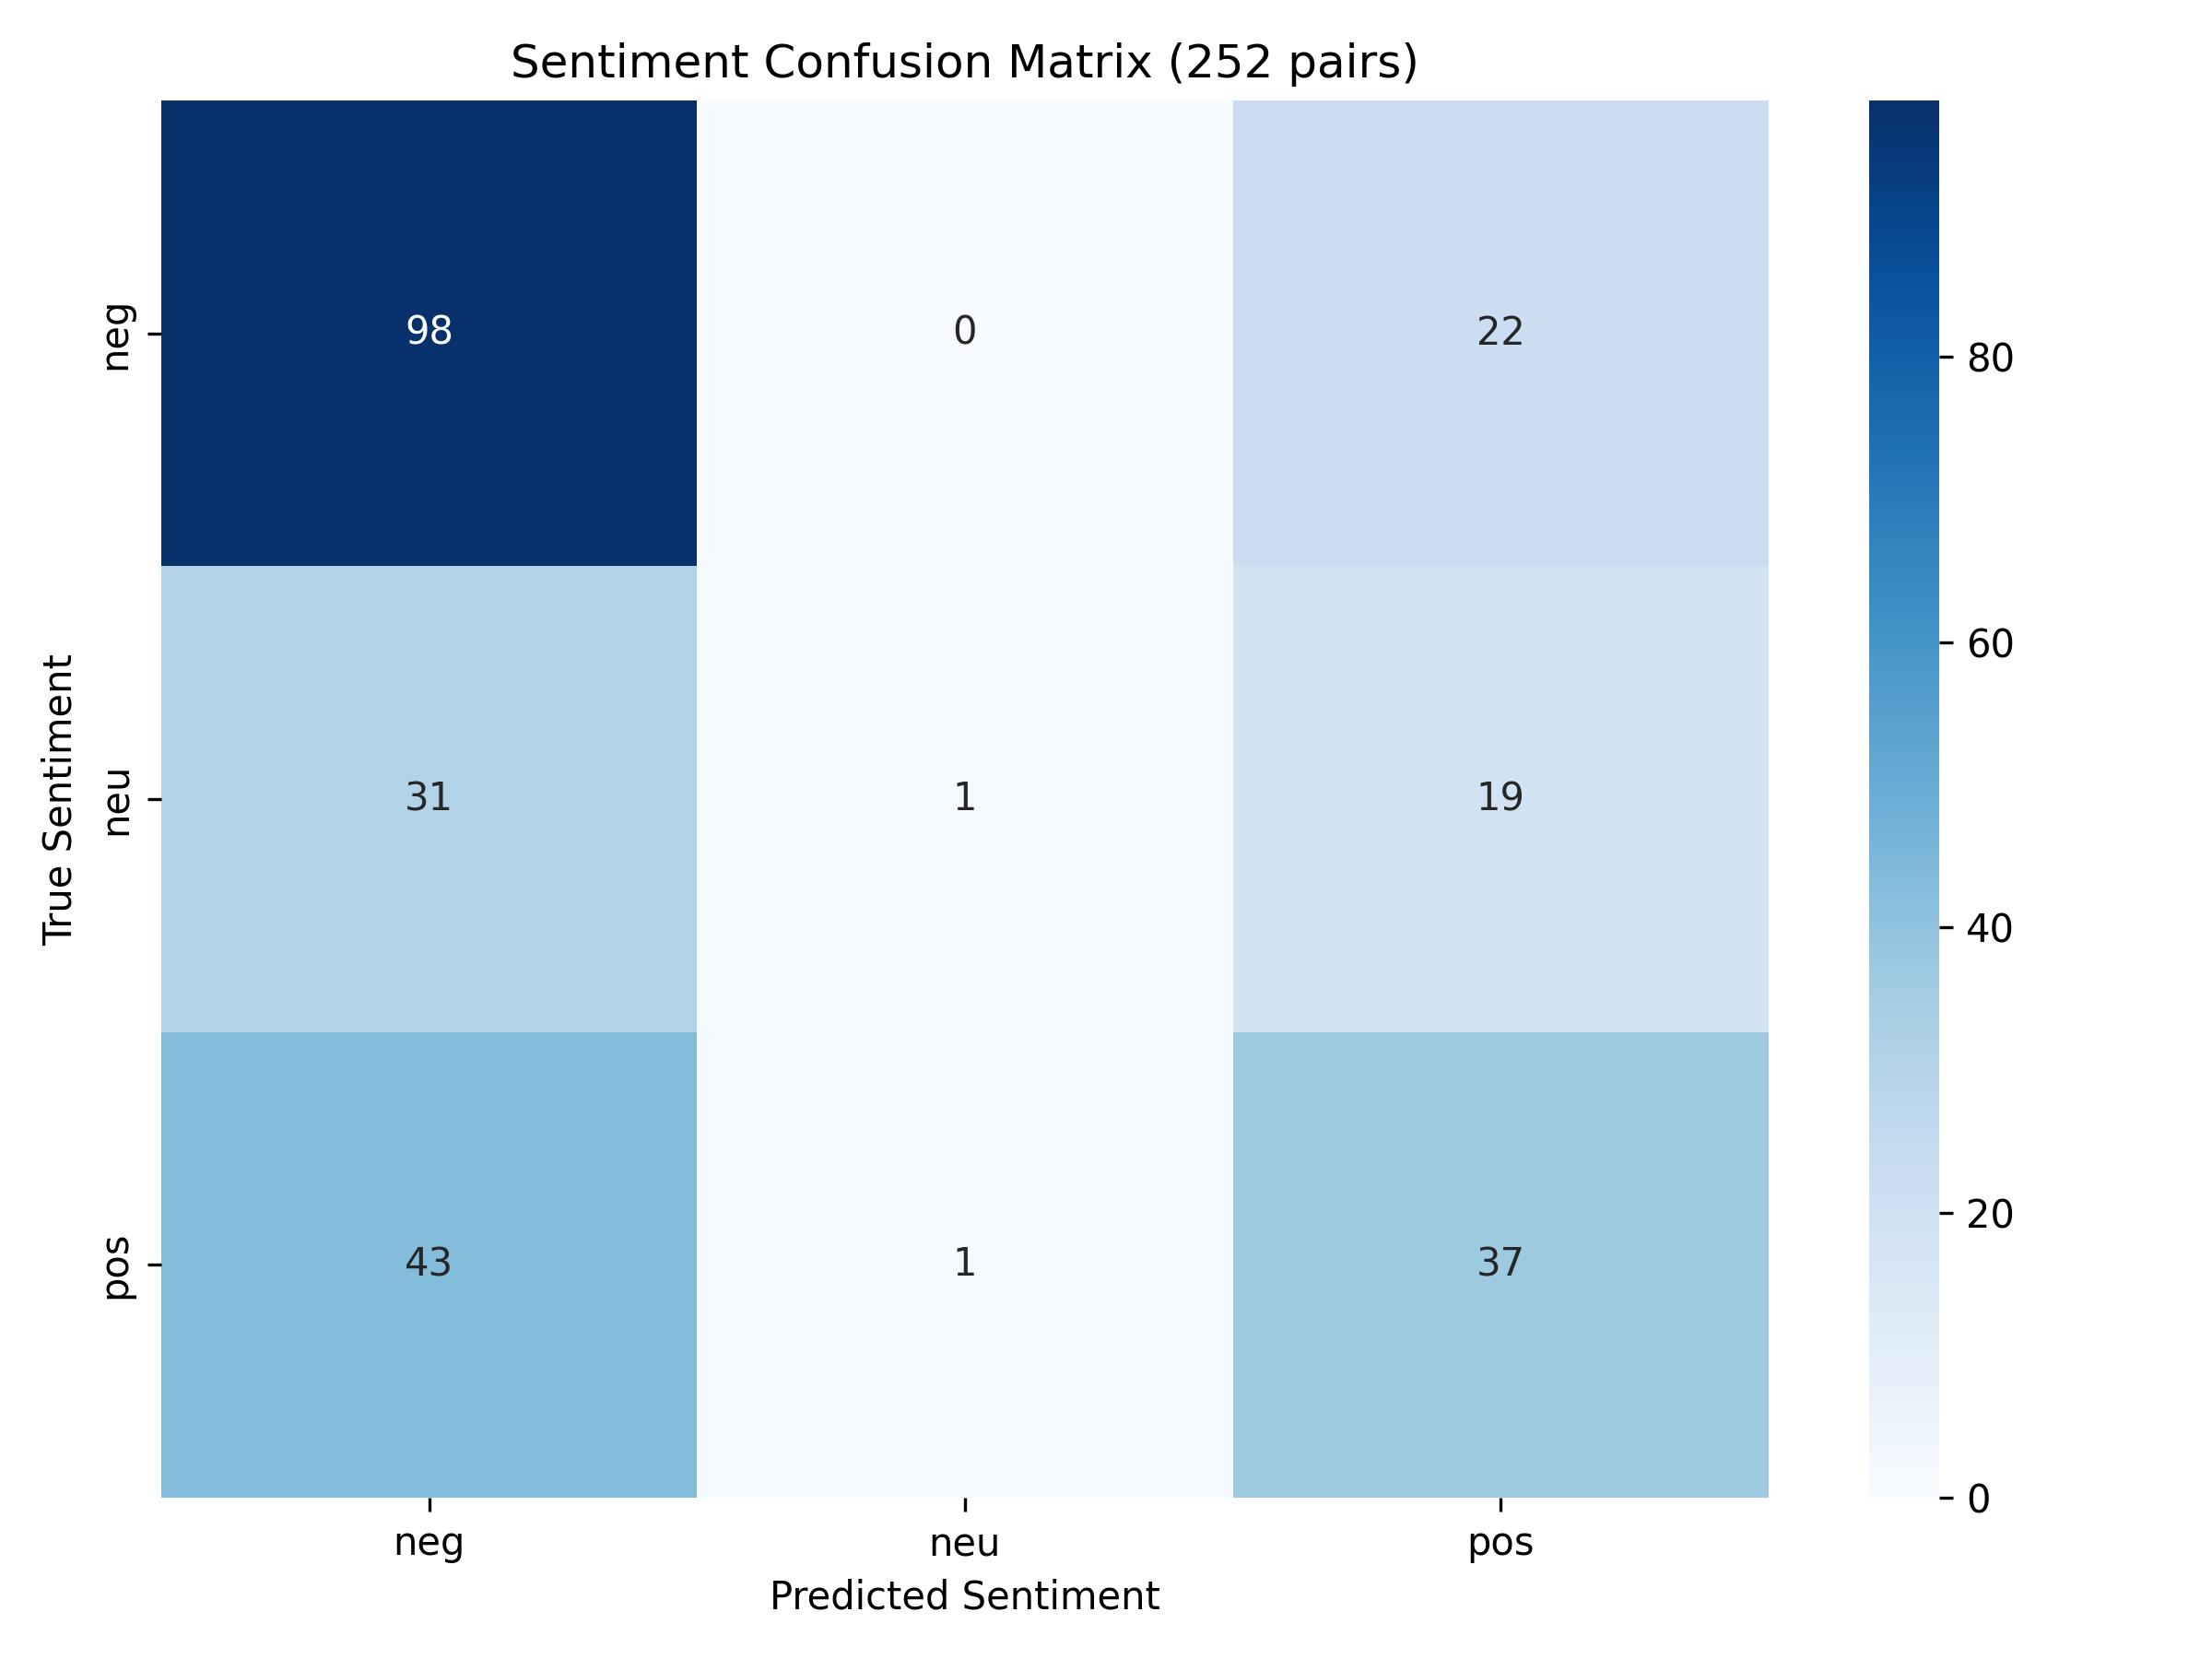 Sentiment Confusion Matrix (252 pairs)
True Sentiment
neg
98
0
22
neu
31
1
19
pos
43
1
37
neg
neu
pos
Predicted Sentiment
80
60
40
20
0